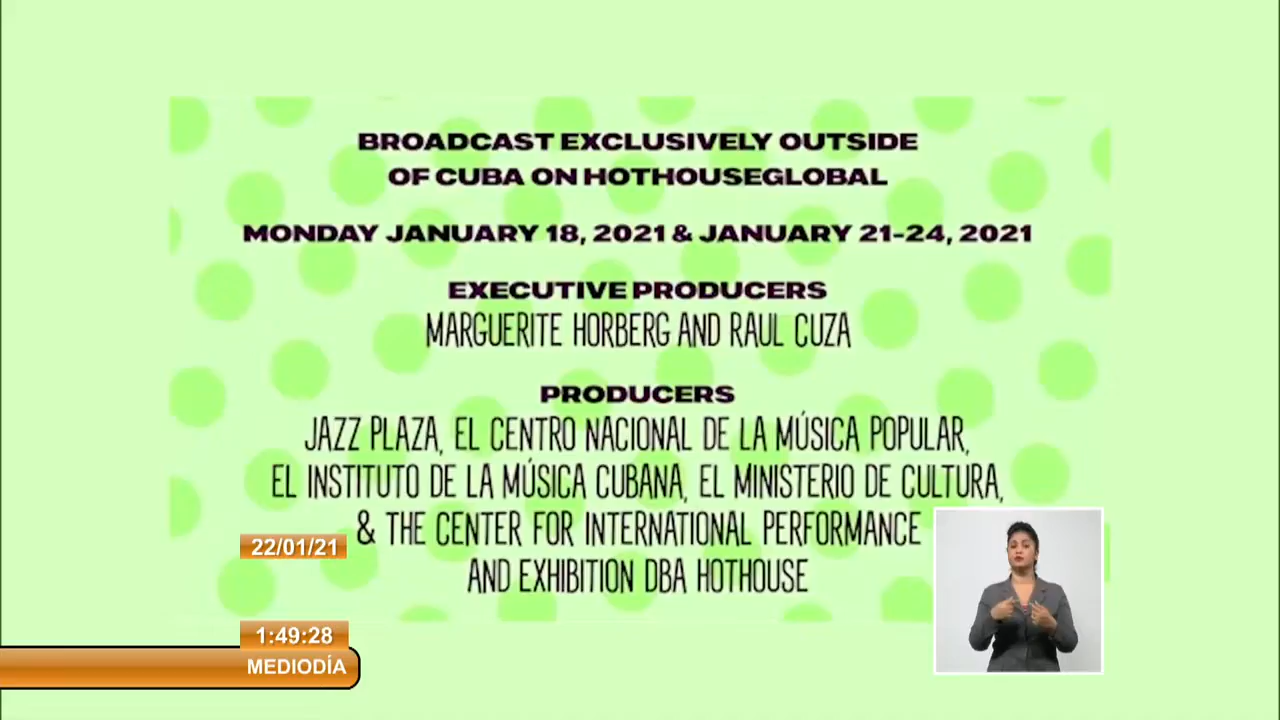 BROADCAST EXCLUSIVELY OUTSIDE
OF CUBA ON HOTHOUSEGLOBAL
MONDAY JANUARY 18, 2021 & JANUARY 21-24, 2021
EXECUTIVE PRODUCERS
MARGUERITE HORBERG AND RAUL CUZA
PRODUCERS
JAZZ PLAZA, EL CENTRO NACIONAL DE LA MÚSICA POPULAR,
EL INSTITUTO DE LA MÚSICA CUBANA, EL MINISTERIO DE CULTURA,
& THE CENTER FOR INTERNATIONAL PERFORMANCE
AND EXHIBITION DBA HOTHOUSE
22/01/21
1:49:28
MEDIODÍA